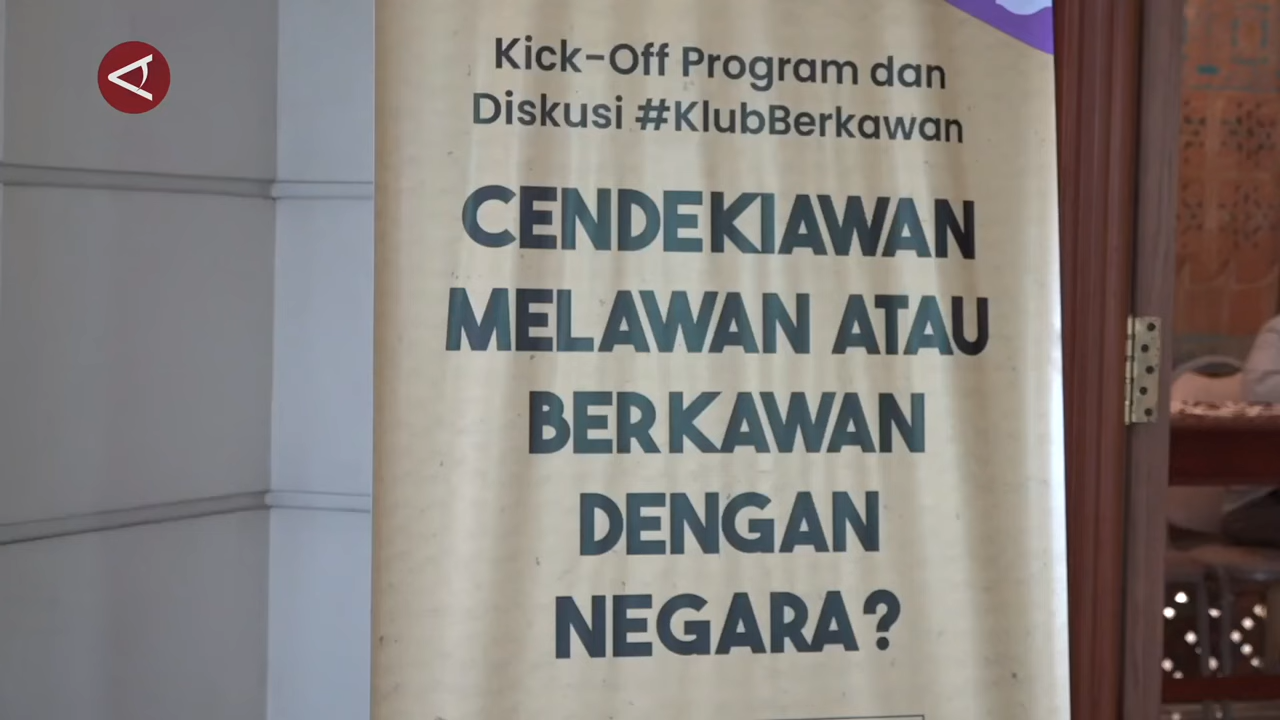 Kick-Off Program dan
Diskusi #KlubBerkawan
CENDEKIAWAN
MELAWAN ATAU
BERKAWAN
DENGAN
NEGARA?